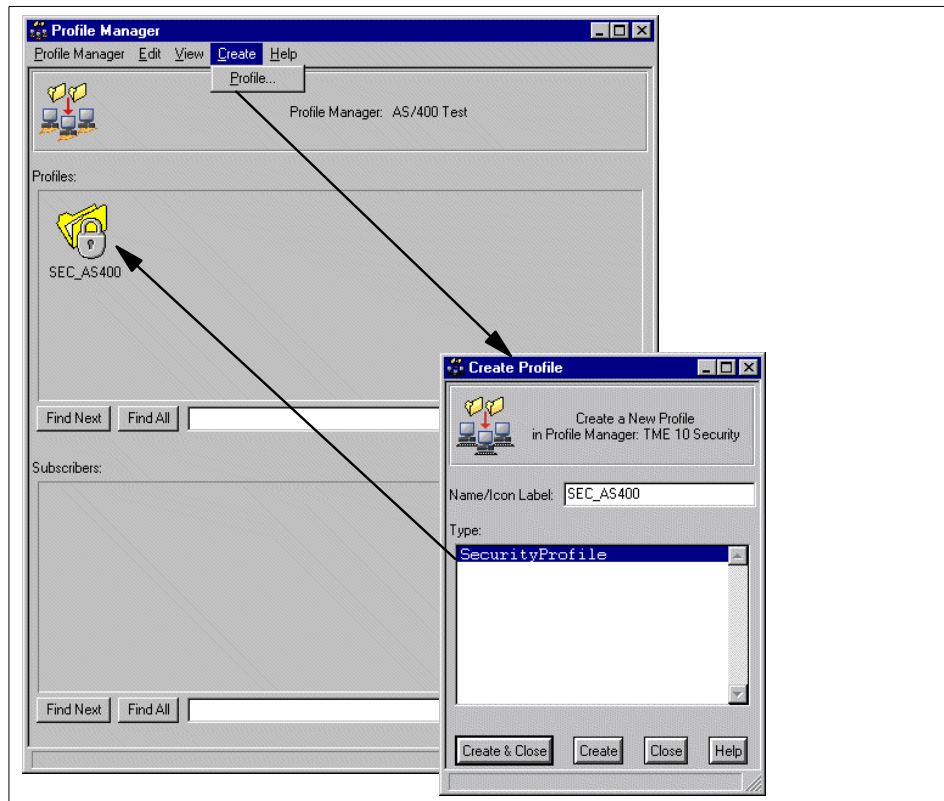 Profile Manager
Profile Manager Edit View Create Help
Profile...
Profile Manager: AS/400 Test
Profiles:
SEC_AS400
Find Next Find All
Subscribers:
Find Next Find All
Create Profile
Create a New Profile
in Profile Manager: TME 10 Security
Name/Icon Label: SEC_AS400
Type:
SecurityProfile
Create & Close Create Close Help